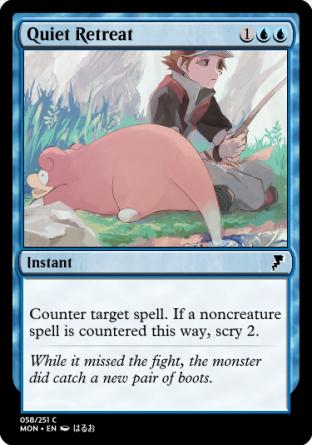 Quiet Retreat 1
Instant
Counter target spell. If a noncreature
spell is countered this way, scry 2.
While it missed the fight, the monster
did catch a new pair of boots.
058/251 C
MON • EN はるお